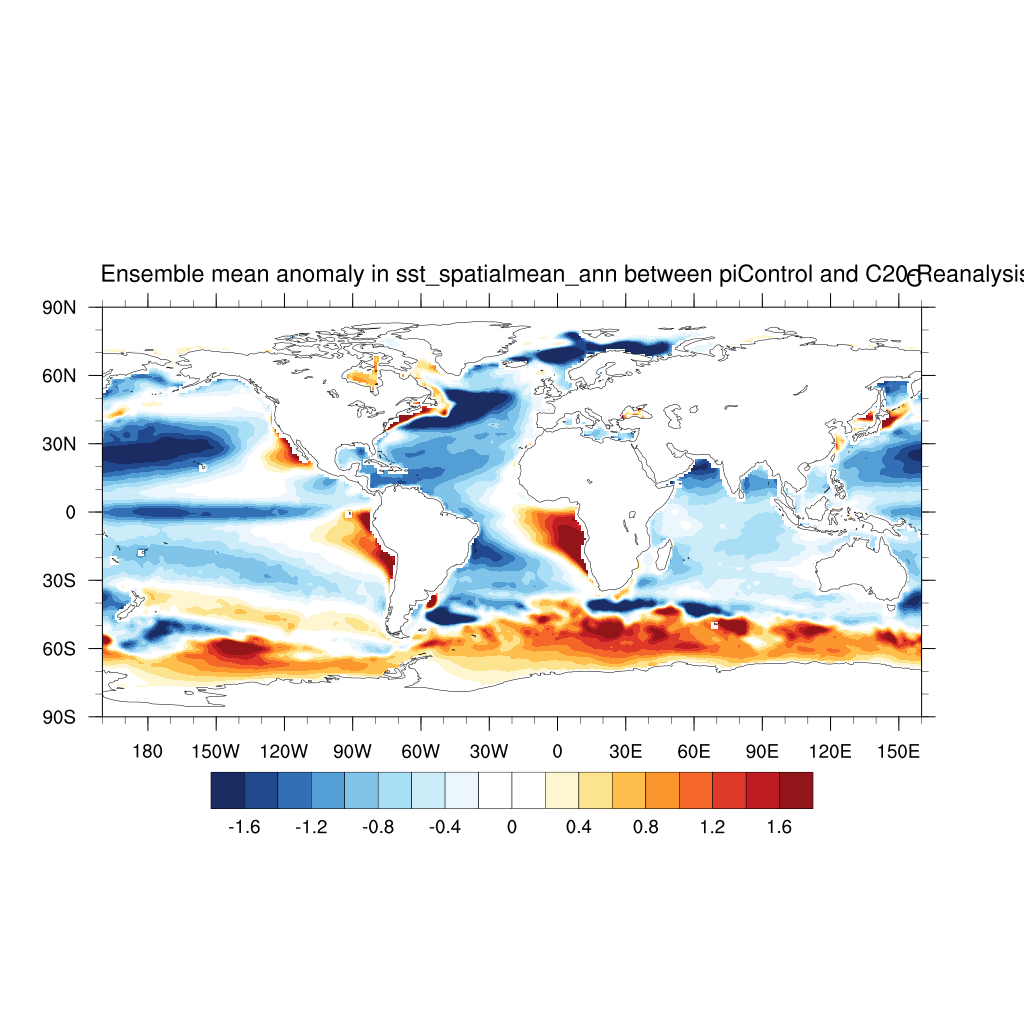 Ensemble mean anomaly in sst_spatialmean_ann between piControl and C20-Reanalysis
C
90N
60N
30N
0
30S
60S
90S
180 150W 120W 90W 60W 30W 0 30E 60E 90E 120E 150E
-1.6 -1.2 -0.8 -0.4 0 0.4 0.8 1.2 1.6